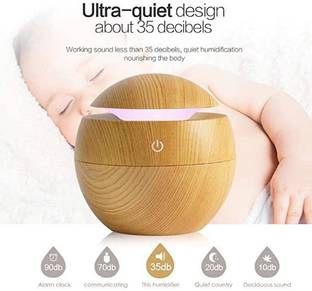 Ultra-quiet design
about 35 decibels
Working sound less than 35 decibels, quiet humidification
nourishing the body
90db
70db
35db
20db
10db
Alarm clock
communicating
This humidifier
Quiet country
Deciduous sound